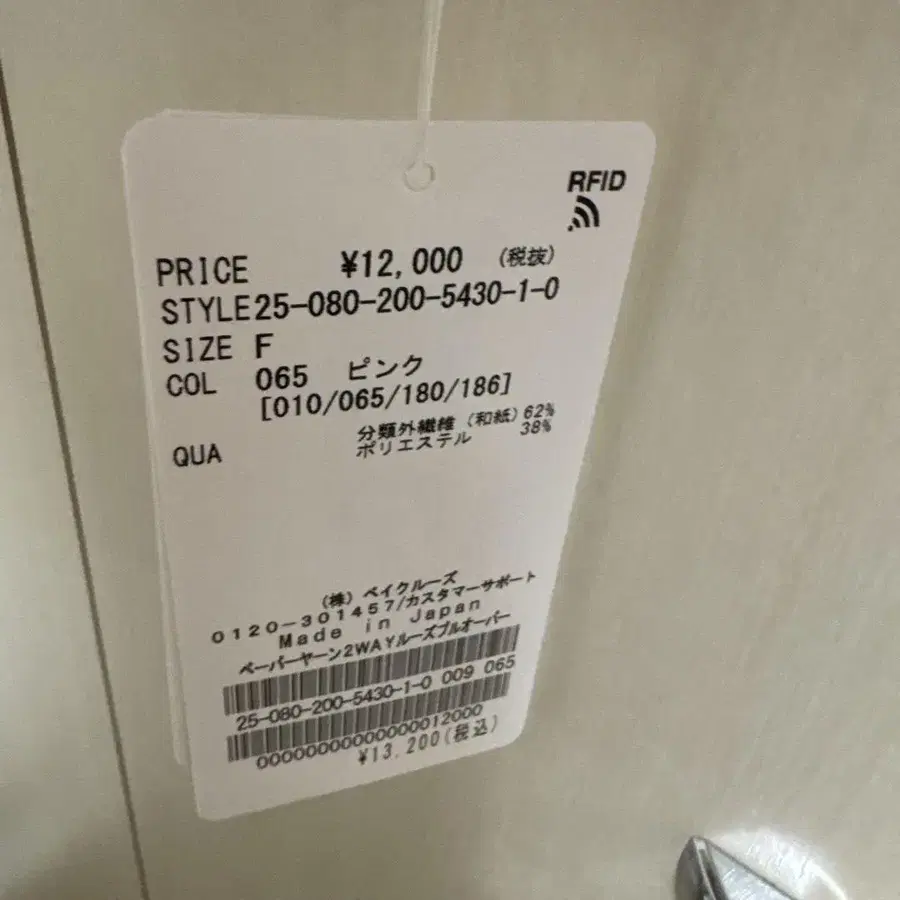 RFID
PRICE ¥12,000 (税抜)
STYLE 25-080-200-5430-1-0
SIZE F
COL 065 ピンク
[010/065/180/186]
QUA 分類外繊維(和紙) 62%
ポリエステル 38%
(株) ベイクルーズ
0120-301457/カスタマーサポート
Made in Japan
ペーパーヤーン2WAYルーズプルオーバー
25-080-200-5430-1-0 009 065
00000000000000012000
¥13,200(税込)